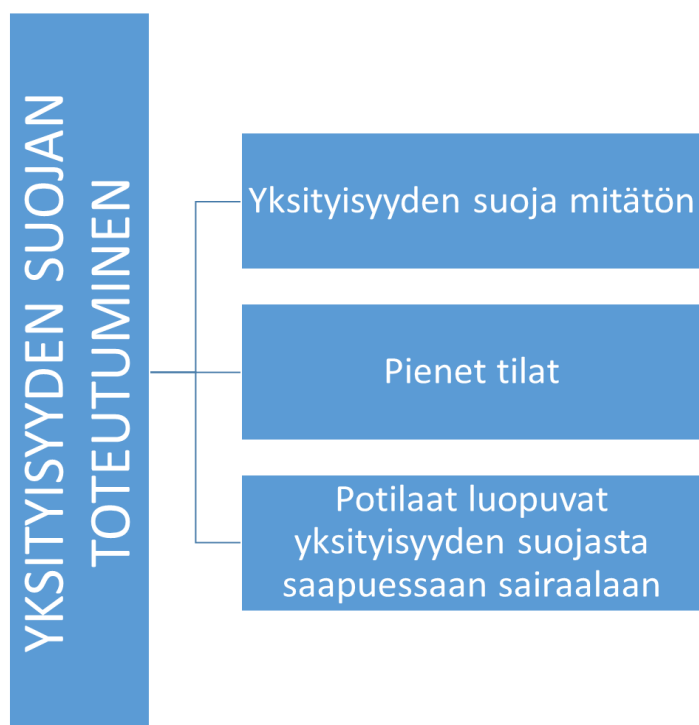 YKSITYISYYDEN SUOJAN
TOTEUTUMINEN
Yksityisyyden suoja mitätön
Pienet tilat
Potilaat luopuvat
yksityisyyden suojasta
saapuessaan sairaalaan